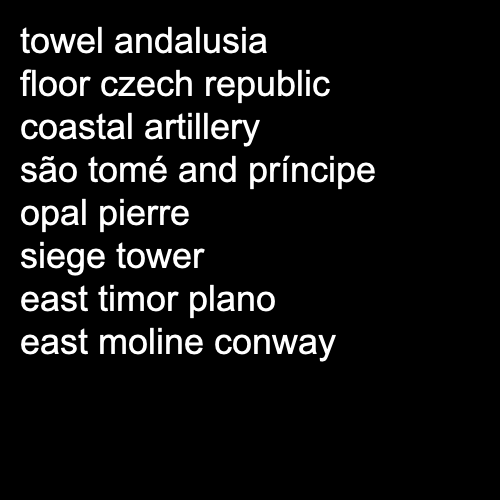 towel andalusia
floor czech republic
coastal artillery
são tomé and príncipe
opal pierre
siege tower
east timor plano
east moline conway